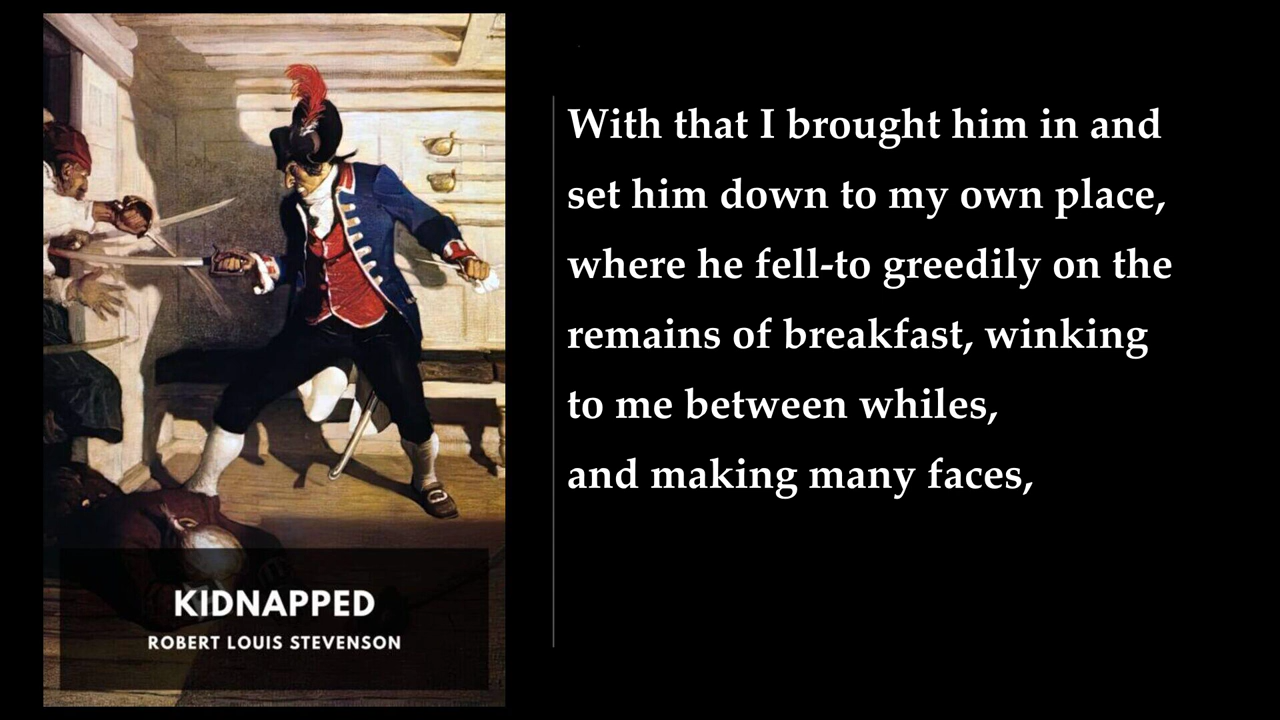 With that I brought him in and
set him down to my own place,
where he fell-to greedily on the
remains of breakfast, winking
to me between whiles,
and making many faces,
KIDNAPPED
ROBERT LOUIS STEVENSON